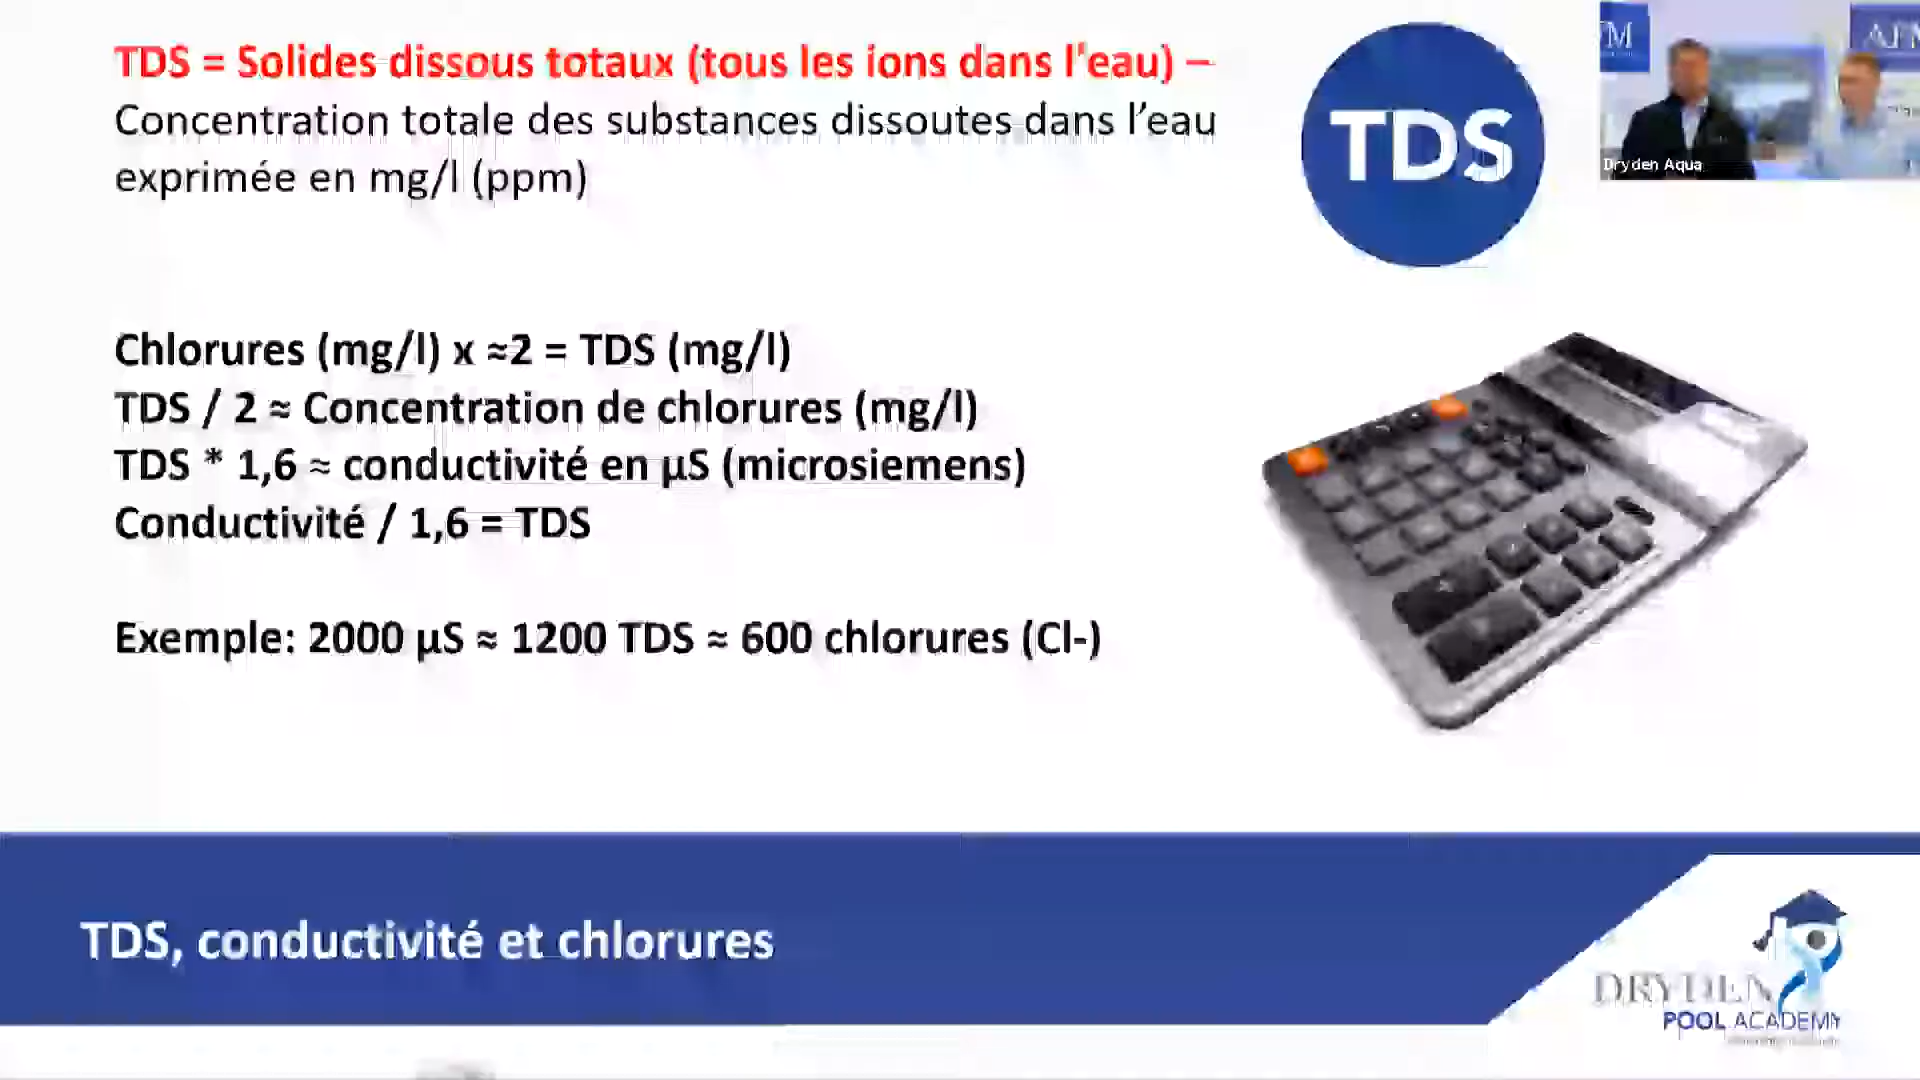 TDS = Solides dissous totaux (tous les ions dans l'eau) –
Concentration totale des substances dissoutes dans l’eau
exprimée en mg/l (ppm)
TDS
Dryden Aqua
Chlorures (mg/l) x ≈2 = TDS (mg/l)
TDS / 2 ≈ Concentration de chlorures (mg/l)
TDS * 1,6 ≈ conductivité en µS (microsiemens)
Conductivité / 1,6 = TDS
Exemple: 2000 µS ≈ 1200 TDS ≈ 600 chlorures (Cl-)
TDS, conductivité et chlorures
DRYDEN
POOL ACADEMY